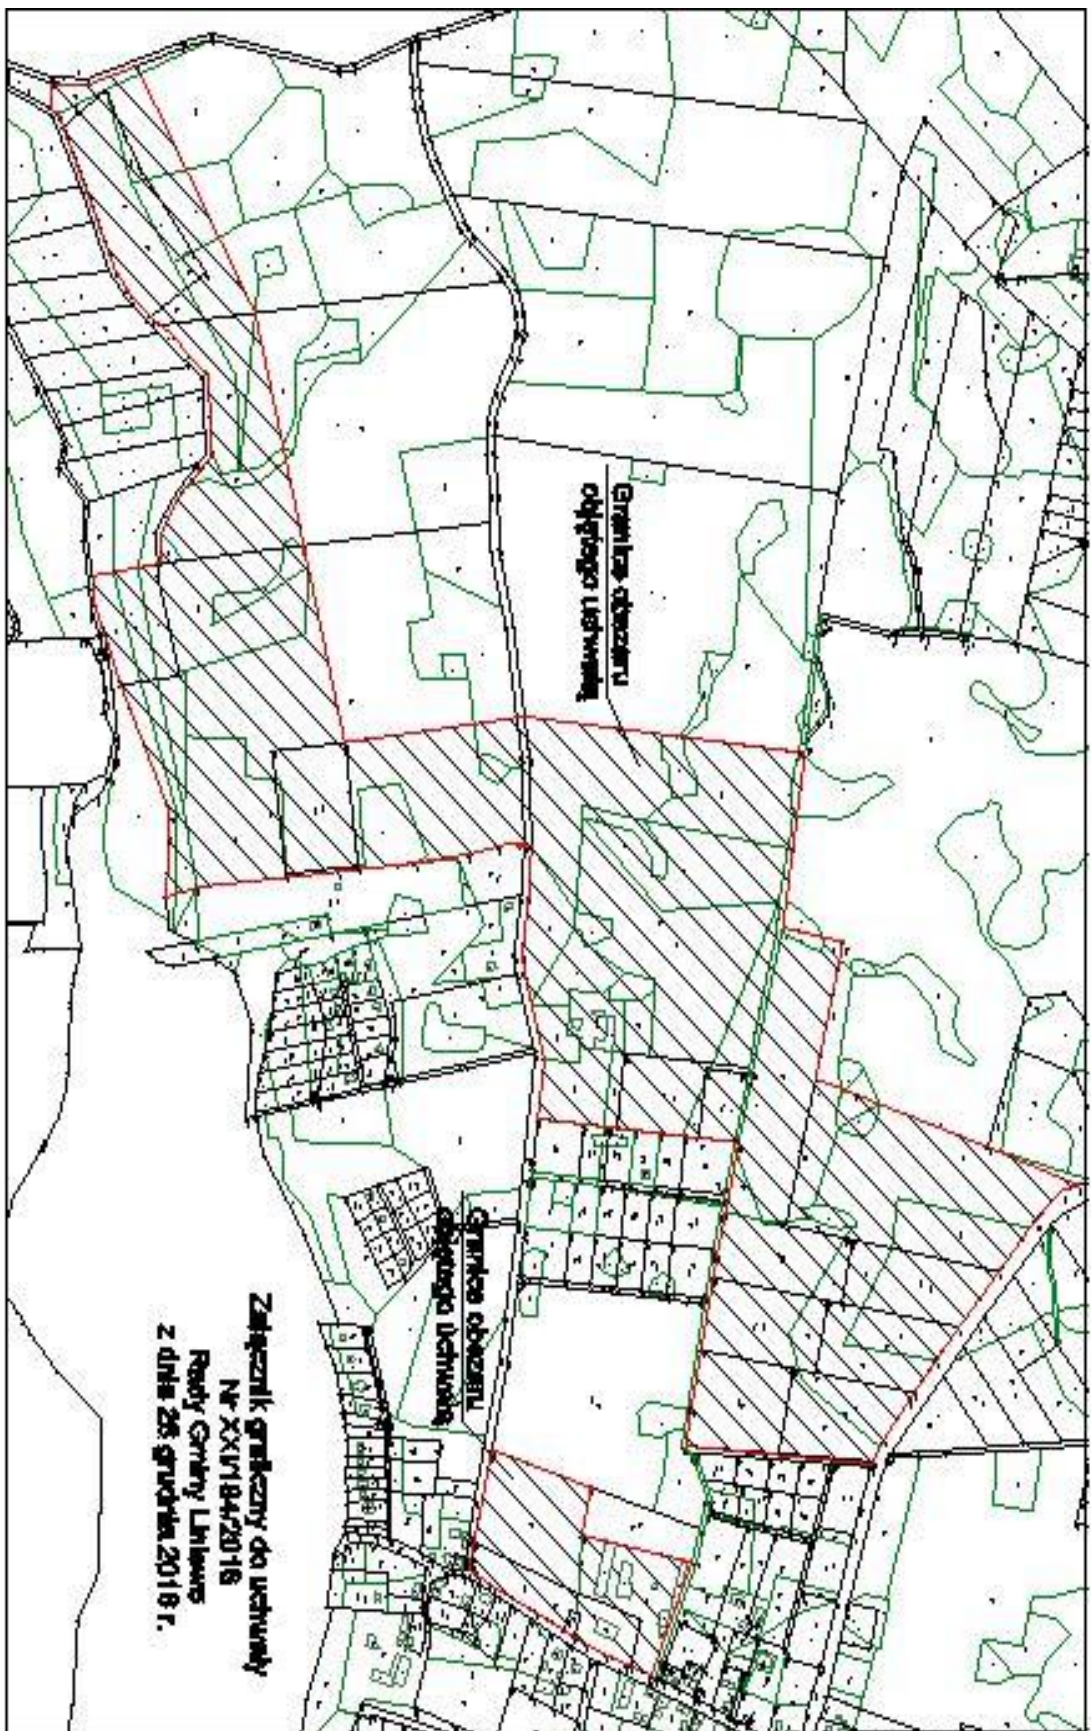 Granica obszaru
objętego uchwałą
Granica obszaru
objętego uchwałą
Załącznik graficzny do uchwały
Nr XXI/184/2016
Rady Gminy Liniewo
z dnia 28 grudnia 2016 r.